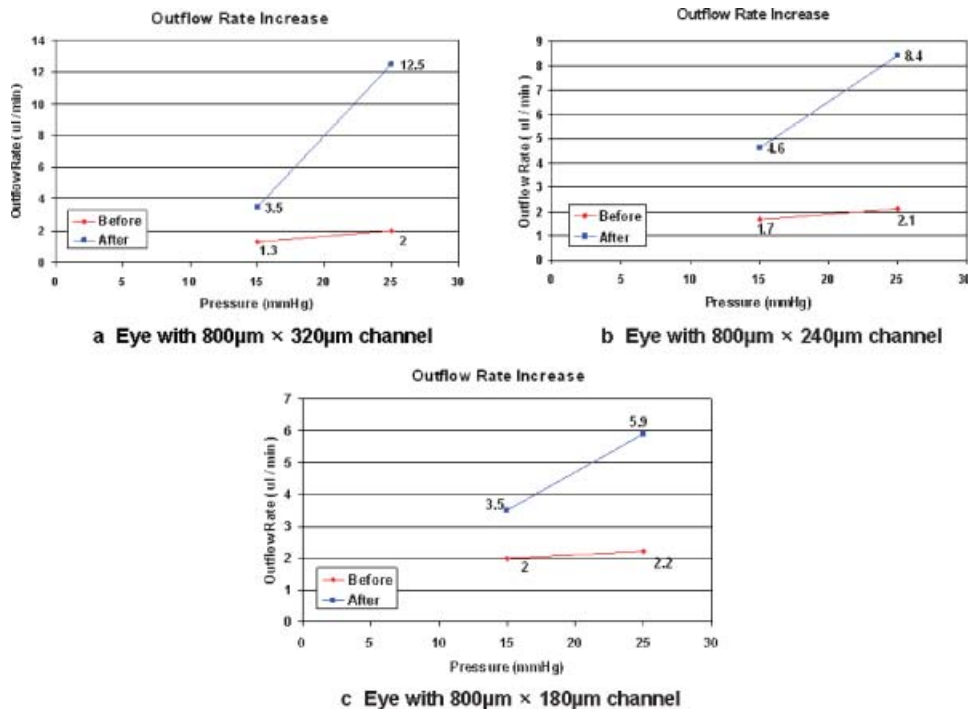 Outflow Rate Increase
14
12
10
8
6
4
2
0
Outflow Rate ( ul / min)
12.5
3.5
1.3
2
Before
After
0 5 10 15 20 25 30
Pressure (mmHg)
a Eye with 800µm × 320µm channel
Outflow Rate Increase
9
8
7
6
5
4
3
2
1
0
Outflow Rate ( ul / min)
8.4
4.6
1.7
2.1
Before
After
0 5 10 15 20 25 30
Pressure (mmHg)
b Eye with 800µm × 240µm channel
Outflow Rate Increase
7
6
5
4
3
2
1
0
Outflow Rate ( ul / min)
5.9
3.5
2
2.2
Before
After
0 5 10 15 20 25 30
Pressure (mmHg)
c Eye with 800µm × 180µm channel